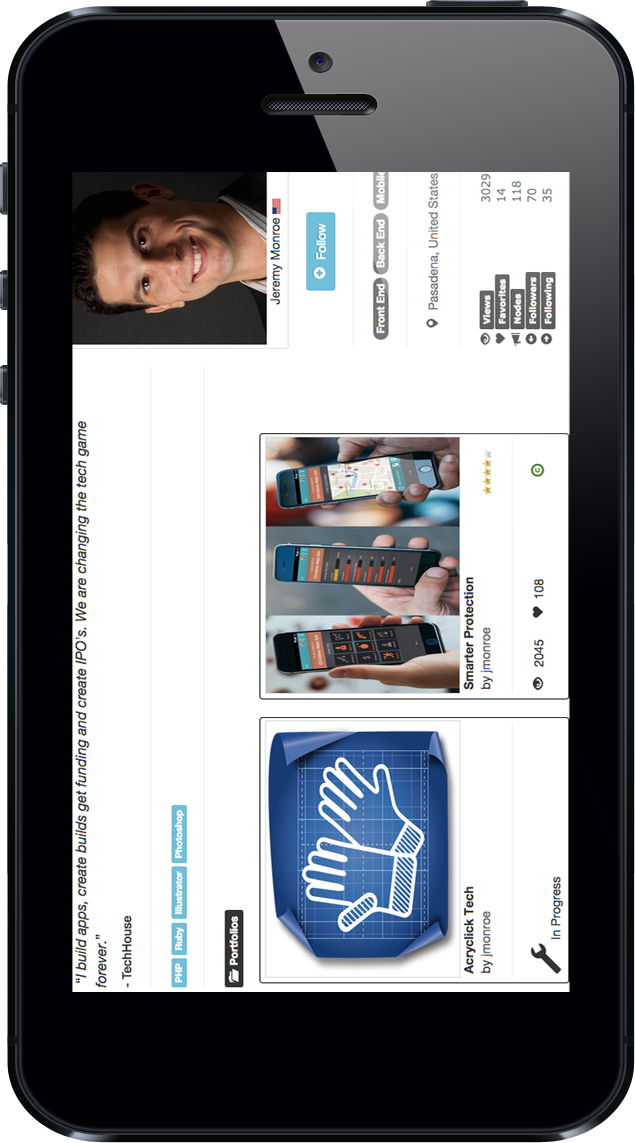 “I build apps, create builds get funding and create IPO's. We are changing the tech game
forever.”
- TechHouse
PHP Ruby Illustrator Photoshop
Portfolios
Acryclick Tech
by jmonroe
In Progress
Smarter Protection
by jmonroe
2045 108
Jeremy Monroe
Follow
Front End Back End Mobile
Pasadena, United States
Views 3029
Favorites 14
Nodes 118
Followers 70
Following 35